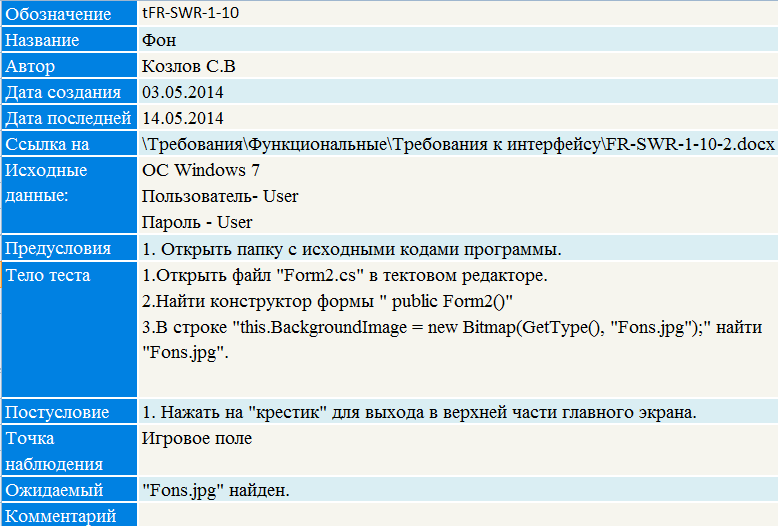 Обозначение tFR-SWR-1-10
Название Фон
Автор Козлов С.В
Дата создания 03.05.2014
Дата последней 14.05.2014
Ссылка на \Требования\Функциональные\Требования к интерфейсу\FR-SWR-1-10-2.docx
Исходные ОС Windows 7
данные: Пользователь- User
Пароль - User
Предусловия 1. Открыть папку с исходными кодами программы.
Тело теста 1.Открыть файл "Form2.cs" в тектовом редакторе.
2.Найти конструктор формы " public Form2()"
3.В строке "this.BackgroundImage = new Bitmap(GetType(), "Fons.jpg");" найти
"Fons.jpg".
Постусловие 1. Нажать на "крестик" для выхода в верхней части главного экрана.
Точка Игровое поле
наблюдения
Ожидаемый "Fons.jpg" найден.
Комментарий